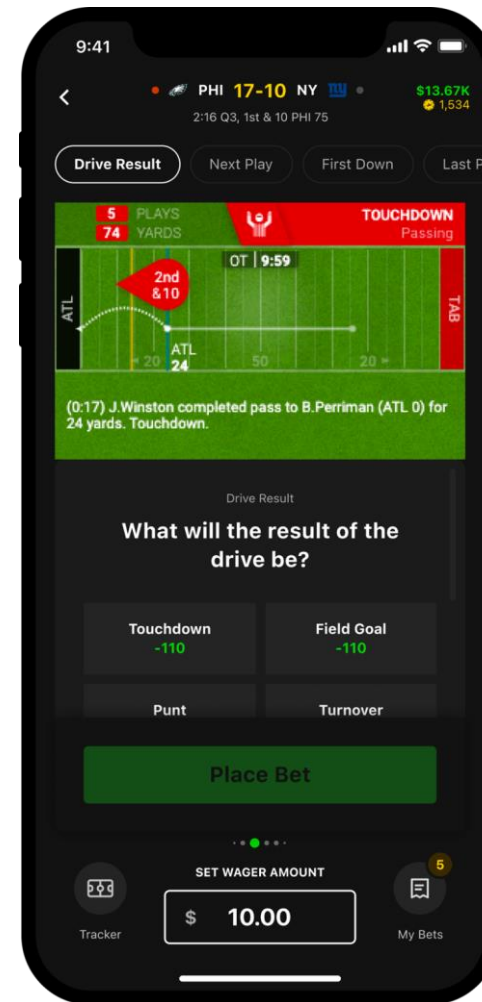 9:41
PHI 17-10 NY
$13.67K
1,534
2:16 Q3, 1st & 10 PHI 75
Drive Result
Next Play
First Down
Last P
5 PLAYS
74 YARDS
TOUCHDOWN
Passing
OT 9:59
2nd
&10
ATL
TAB
ATL
24
20
50
20
(0:17) J.Winston completed pass to B.Perriman (ATL 0) for
24 yards. Touchdown.
Drive Result
What will the result of the
drive be?
Touchdown
-110
Field Goal
-110
Punt
Turnover
Place Bet
SET WAGER AMOUNT
$ 10.00
Tracker
5
My Bets